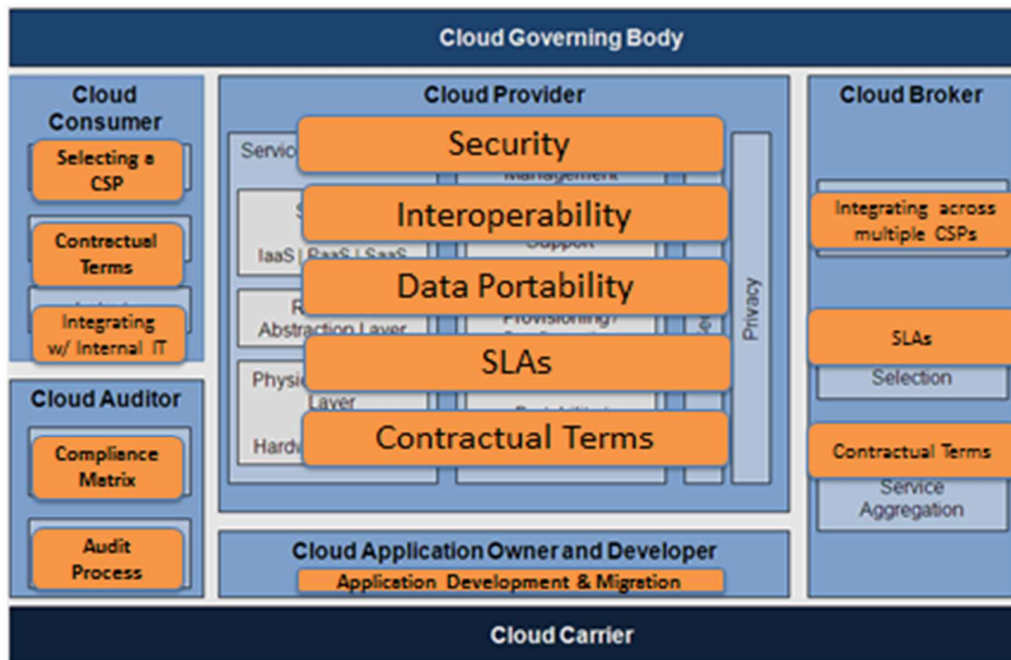 Cloud Governing Body
Cloud
Consumer
Selecting a
CSP
Contractual
Terms
Integrating
w/ Internal IT
Cloud Auditor
Compliance
Matrix
Audit
Process
Cloud Provider
Security
Interoperability
IaaS | PaaS | SaaS
Data Portability
Abstraction Layer
SLAs
Layer
Contractual Terms
Privacy
Cloud Application Owner and Developer
Application Development & Migration
Cloud Broker
Integrating across
multiple CSPs
SLAs
Selection
Contractual Terms
Service
Aggregation
Cloud Carrier